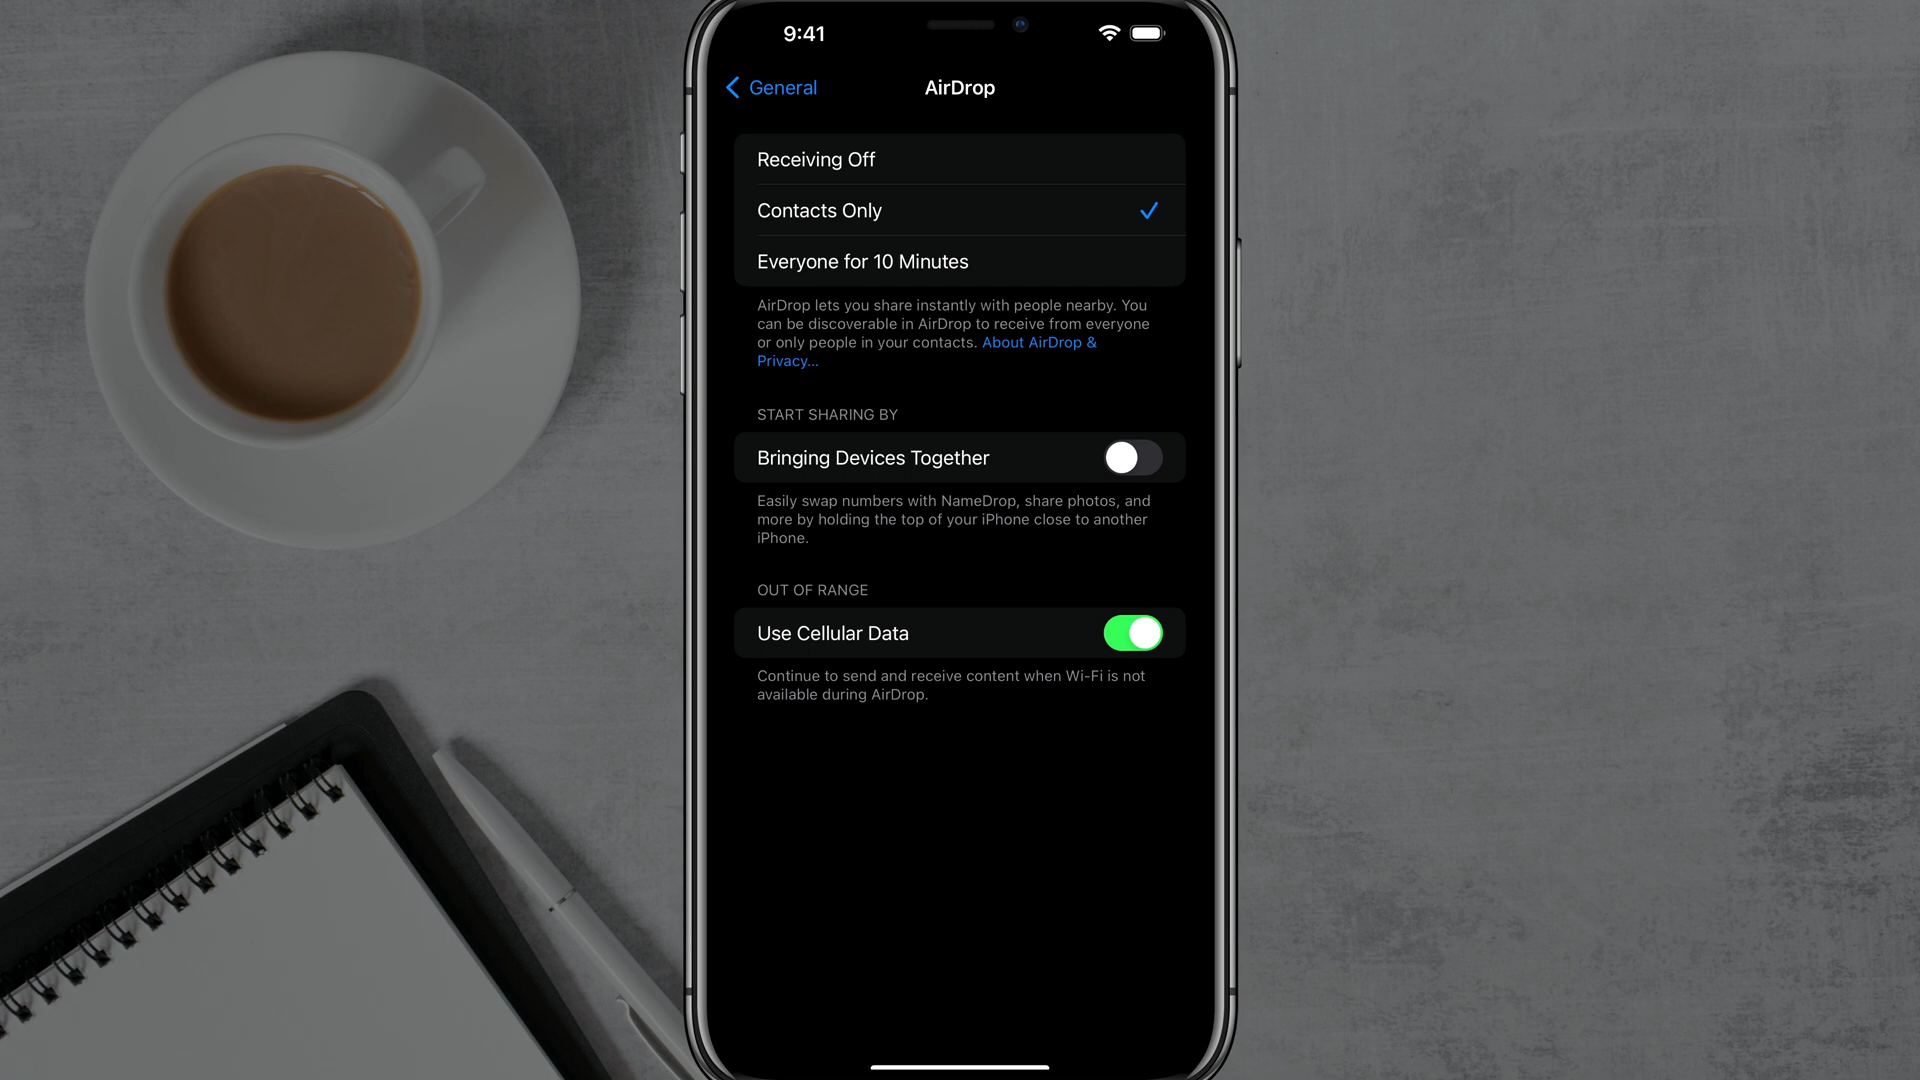 9:41
General
AirDrop
Receiving Off
Contacts Only
Everyone for 10 Minutes
AirDrop lets you share instantly with people nearby. You
can be discoverable in AirDrop to receive from everyone
or only people in your contacts. About AirDrop &
Privacy...
START SHARING BY
Bringing Devices Together
Easily swap numbers with NameDrop, share photos, and
more by holding the top of your iPhone close to another
iPhone.
OUT OF RANGE
Use Cellular Data
Continue to send and receive content when Wi-Fi is not
available during AirDrop.